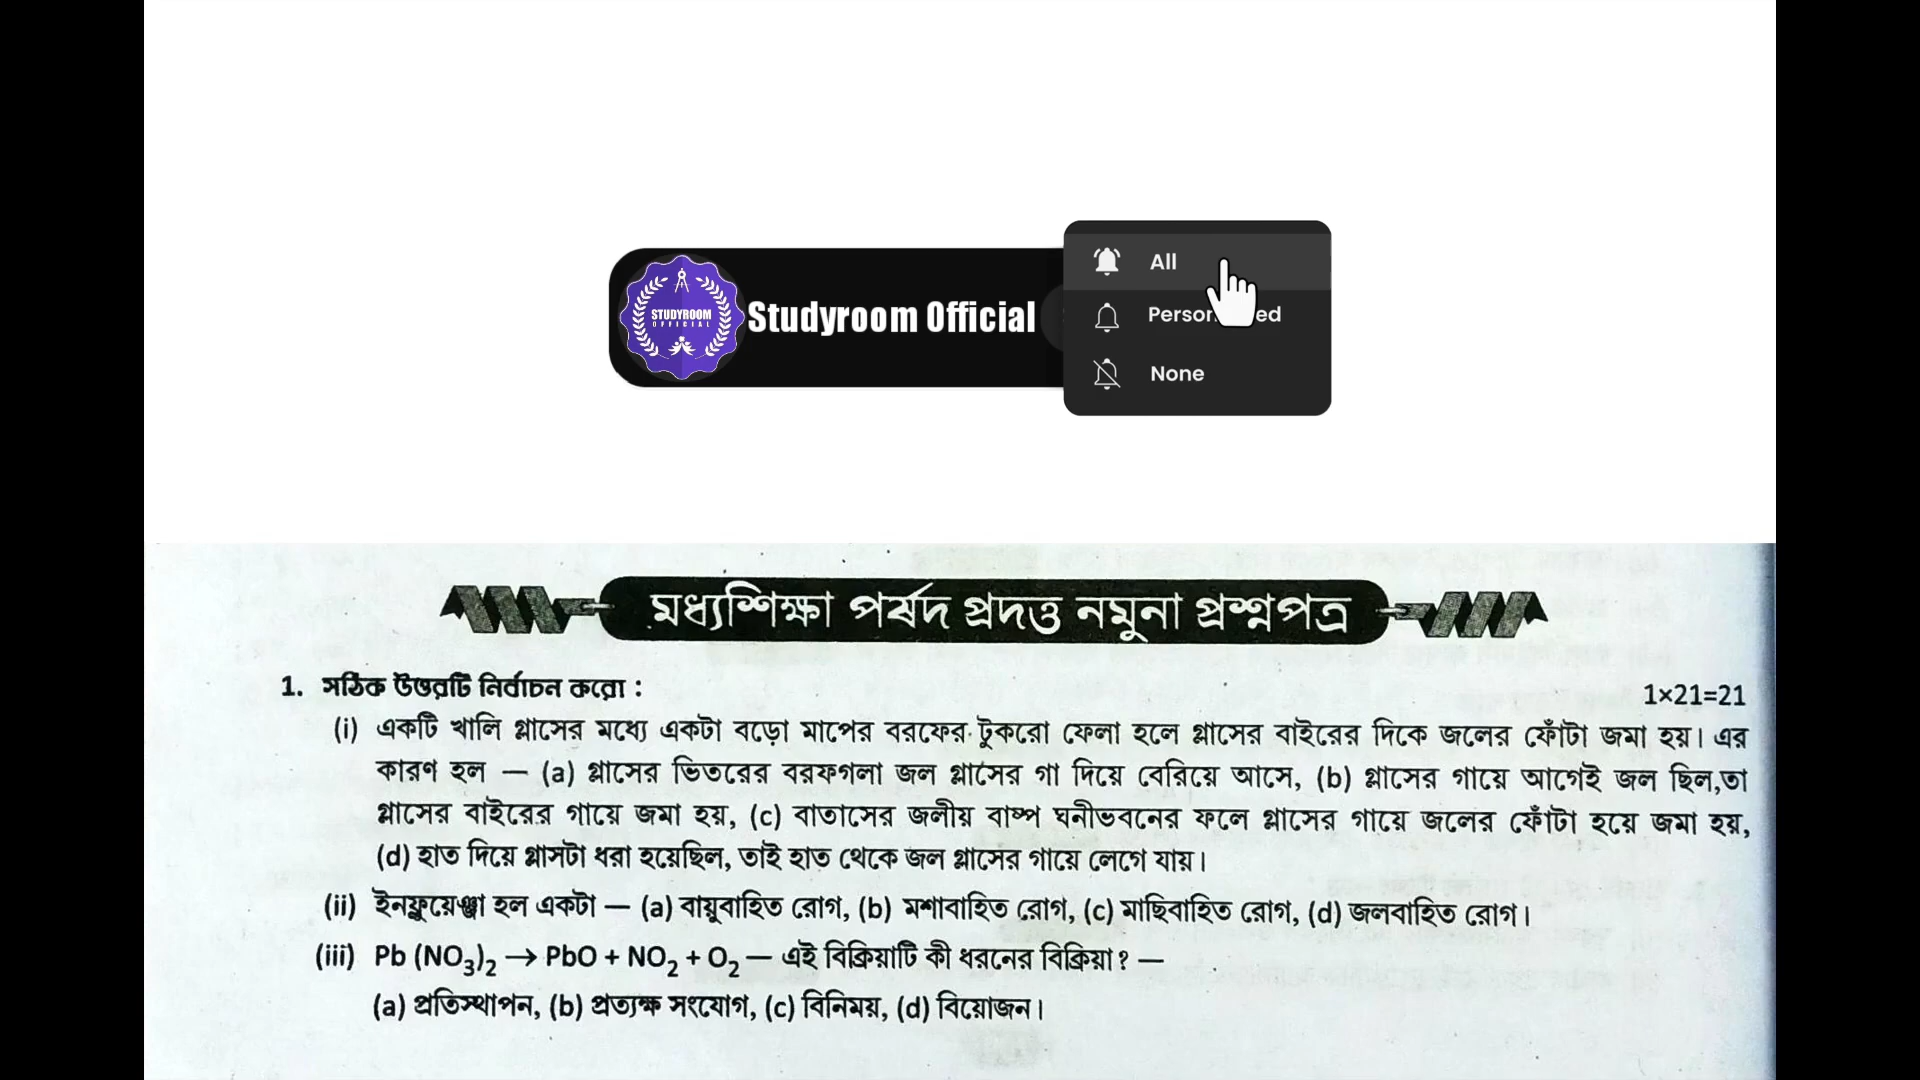 All
STUDYROOM
OFFICIAL
Studyroom Official
None
মধ্যশিক্ষা পর্ষদ প্রদত্ত নমুনা প্রশ্নপত্র
1. সঠিক উত্তরটি নির্বাচন করো : 1×21=21
(i) একটি খালি গ্লাসের মধ্যে একটা বড়ো মাপের বরফের টুকরো ফেলা হলে গ্লাসের বাইরের দিকে জলের ফোঁটা জমা হয়। এর
কারণ হল — (a) গ্লাসের ভিতরের বরফগলা জল গ্লাসের গা দিয়ে বেরিয়ে আসে, (b) গ্লাসের গায়ে আগেই জল ছিল,তা
গ্লাসের বাইরের গায়ে জমা হয়, (c) বাতাসের জলীয় বাষ্প ঘনীভবনের ফলে গ্লাসের গায়ে জলের ফোঁটা হয়ে জমা হয়,
(d) হাত দিয়ে গ্লাসটা ধরা হয়েছিল, তাই হাত থেকে জল গ্লাসের গায়ে লেগে যায়।
(ii) ইনফ্লুয়েঞ্জা হল একটা — (a) বায়ুবাহিত রোগ, (b) মশাবাহিত রোগ, (c) মাছিবাহিত রোগ, (d) জলবাহিত রোগ।
(iii) Pb (NO₃)₂ → PbO + NO₂ + O₂ — এই বিক্রিয়াটি কী ধরনের বিক্রিয়া? —
(a) প্রতিস্থাপন, (b) প্রত্যক্ষ সংযোগ, (c) বিনিময়, (d) বিয়োজন।